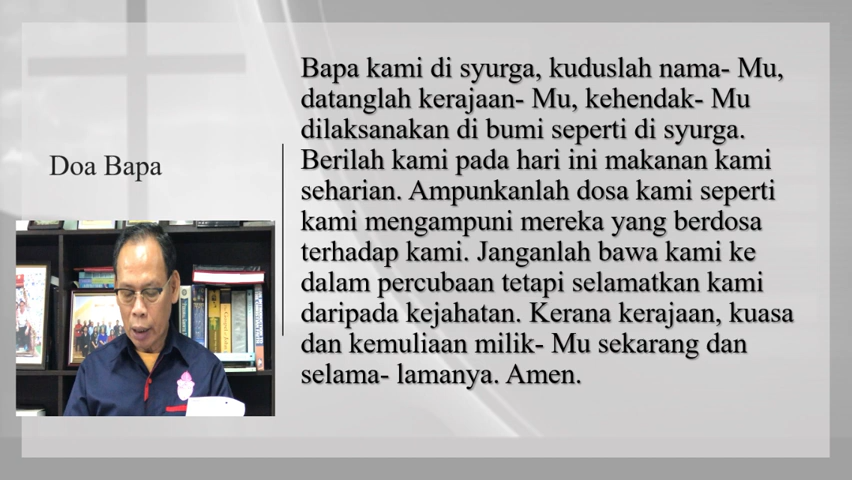 Doa Bapa
Bapa kami di syurga, kuduslah nama- Mu,
datanglah kerajaan- Mu, kehendak- Mu
dilaksanakan di bumi seperti di syurga.
Berilah kami pada hari ini makanan kami
seharian. Ampunkanlah dosa kami seperti
kami mengampuni mereka yang berdosa
terhadap kami. Janganlah bawa kami ke
dalam percubaan tetapi selamatkan kami
daripada kejahatan. Kerana kerajaan, kuasa
dan kemuliaan milik- Mu sekarang dan
selama- lamanya. Amen.